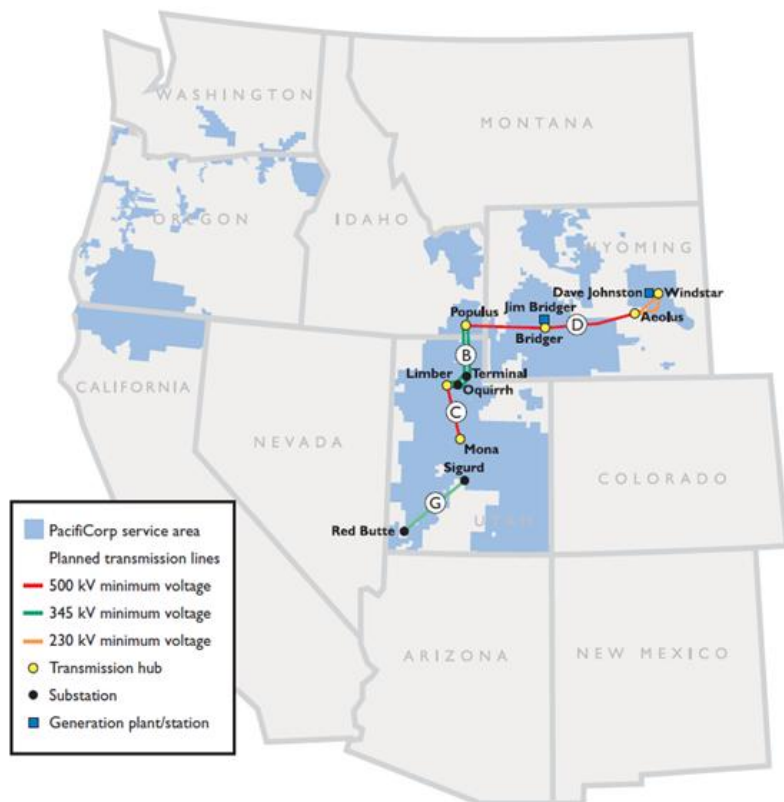 WASHINGTON
MONTANA
OREGON
IDAHO
WYOMING
Dave Johnston
Windstar
Jim Bridger
Populus
Aeolus
Bridger
D
B
Terminal
Limber
Oquirrh
CALIFORNIA
C
NEVADA
Mona
COLORADO
Sigurd
G
UTAH
Red Butte
PacifiCorp service area
Planned transmission lines
500 kV minimum voltage
345 kV minimum voltage
230 kV minimum voltage
Transmission hub
Substation
Generation plant/station
ARIZONA
NEW MEXICO